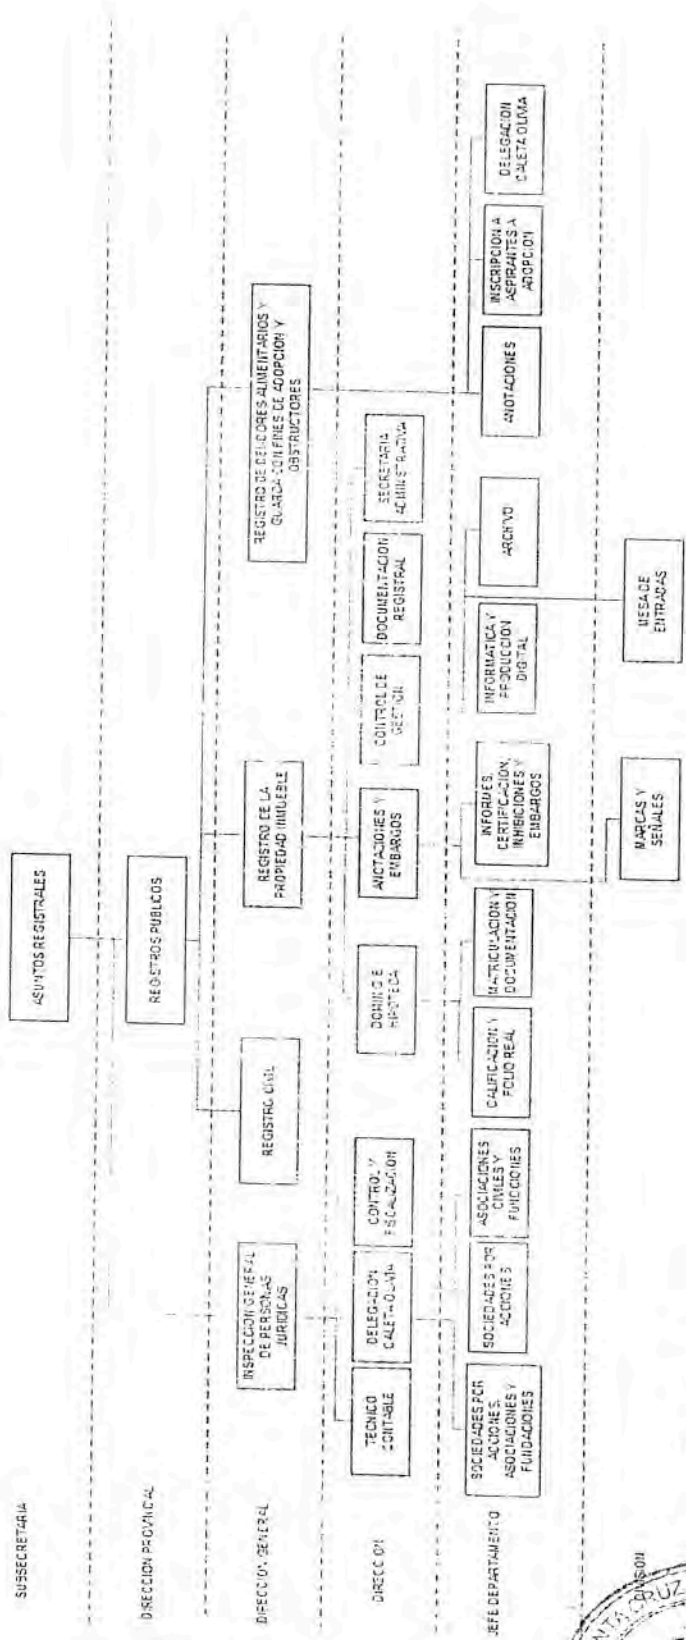 SUBSECRETARIA
ASUNTOS REGISTRALES
DIRECCION PROVINCIAL
REGISTROS PUBLICOS
DIRECCION GENERAL
INSPECCION GENERAL
DE PERSONAS
JURIDICAS
REGISTRO CIVIL
REGISTRO DE LA
PROPIEDAD INMUEBLE
REGISTRO DE DEUDORES ALIMENTARIOS Y
GUARDA CON FINES DE ADOPCION Y
OBSTRUCTORES
DIRECCION
TECNICO
CONTABLE
DELEGACION
CALETA OLIVIA
CONTROL Y
FISCALIZACION
DOMINIO E
HIPOTECA
ANOTACIONES Y
EMBARGOS
CONTROL DE
GESTION
DOCUMENTACION
REGISTRAL
SECRETARIA
ADMINISTRATIVA
JEFE DEPARTAMENTO
SOCIEDADES POR
ACCIONES,
ASOCIACIONES Y
FUNDACIONES
SOCIEDADES POR
ACCIONES
ASOCIACIONES
CIVILES Y
FUNCIONES
CALIFICACION Y
FOLIO REAL
MATRICULACION Y
DOCUMENTACION
INFORMES,
CERTIFICACION,
INHIBICIONES Y
EMBARGOS
INFORMATICA Y
PRODUCCION
DIGITAL
ARCHIVO
ANOTACIONES
INSCRIPCION A
ASPIRANTES A
ADOPCION
DELEGACION
CALETA OLIVIA
DIVISION
MARCAS Y
SEÑALES
MESA DE
ENTRADAS
CRUZ